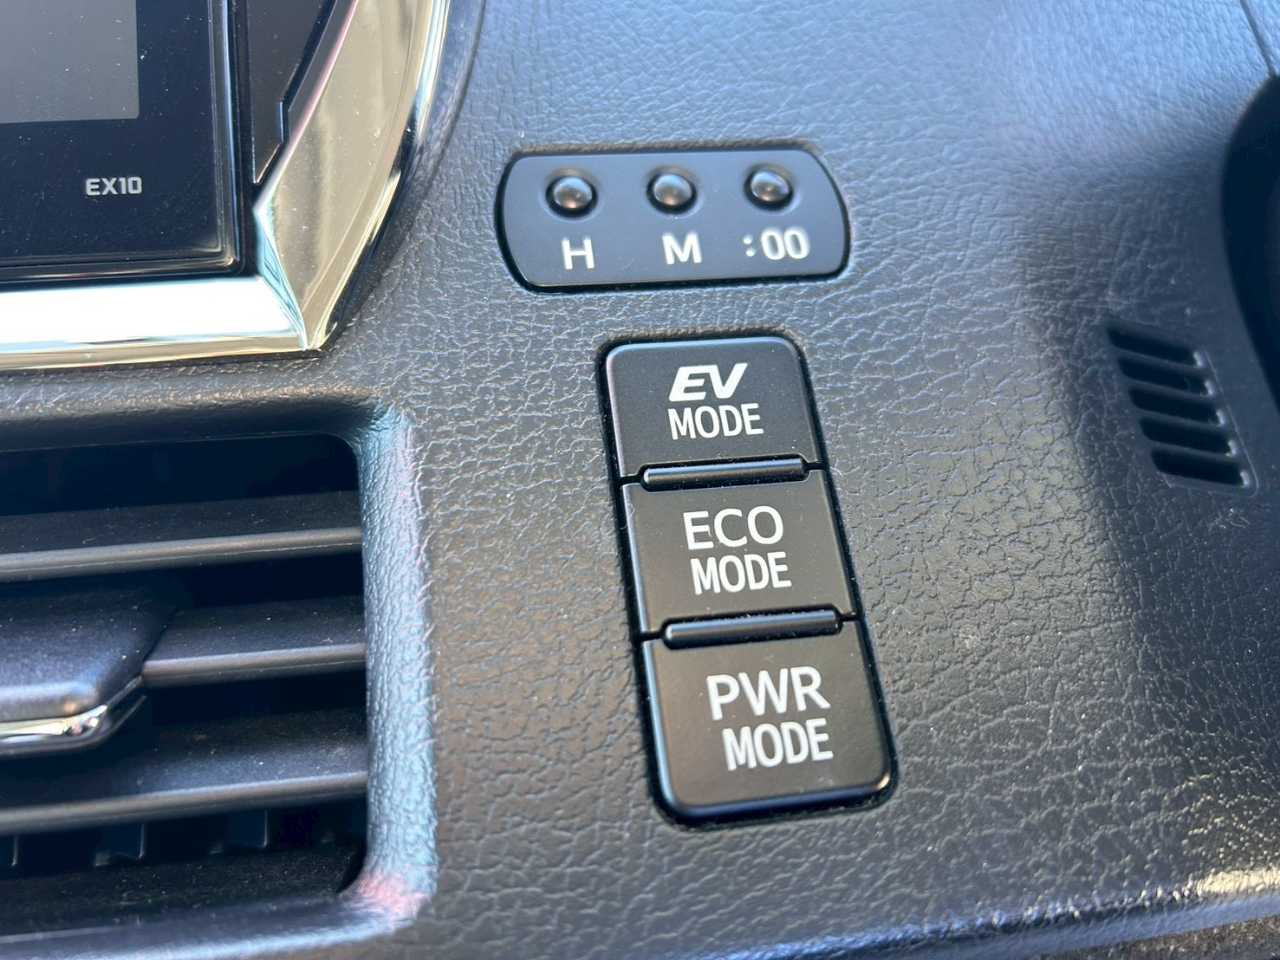 EX10
H M :00
EV
MODE
ECO
MODE
PWR
MODE